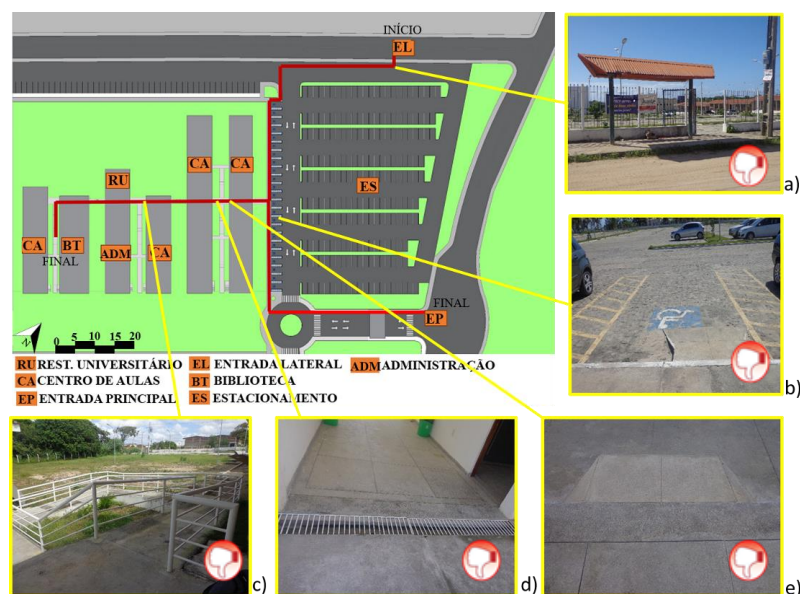 INÍCIO
EL
CA
CA
RU
ES
CA
BT
ADM
CA
FINAL
FINAL
EP
N
0 5 10 15 20
RU REST. UNIVERSITÁRIO
EL ENTRADA LATERAL
ADM ADMINISTRAÇÃO
CA CENTRO DE AULAS
BT BIBLIOTECA
EP ENTRADA PRINCIPAL
ES ESTACIONAMENTO
a)
b)
c)
d)
e)